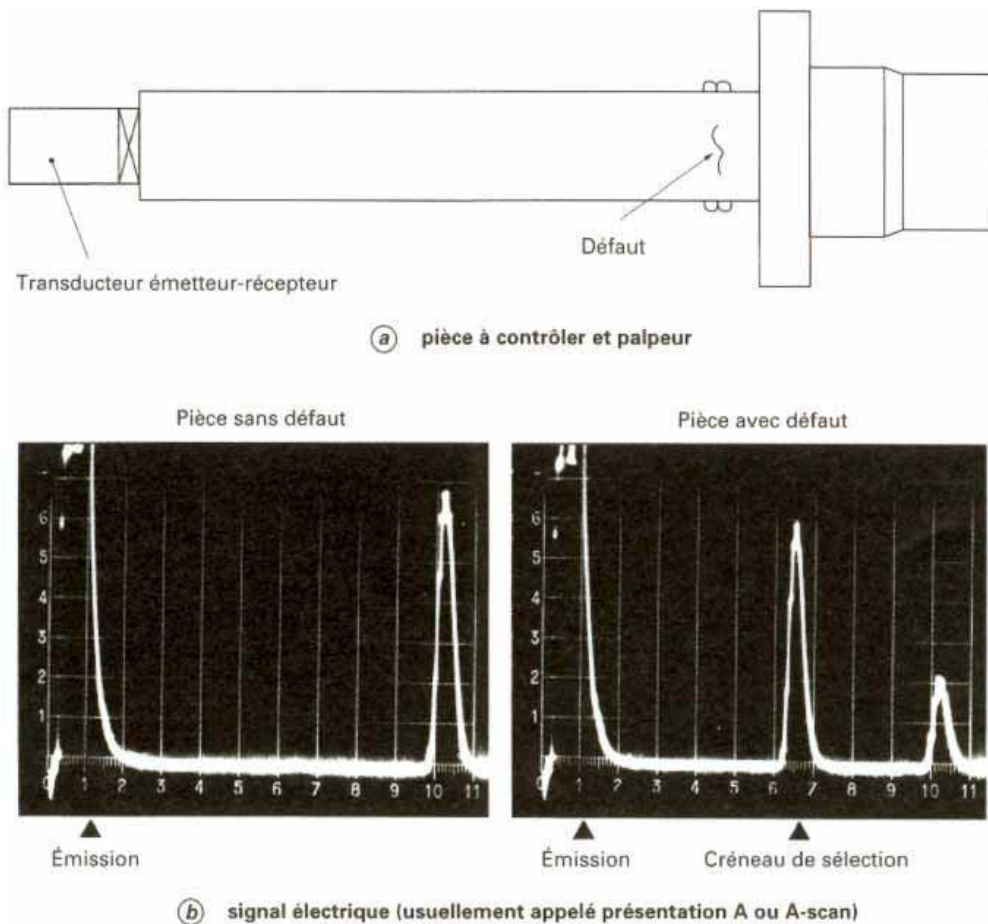 Défaut
Transducteur émetteur-récepteur
a pièce à contrôler et palpeur
Pièce sans défaut
Pièce avec défaut
6
5
4
3
2
1
0 1 2 3 4 5 6 7 8 9 10 11
6
5
4
3
2
1
0 1 2 3 4 5 6 7 8 9 10 11
Émission
Émission
Créneau de sélection
b signal électrique (usuellement appelé présentation A ou A-scan)